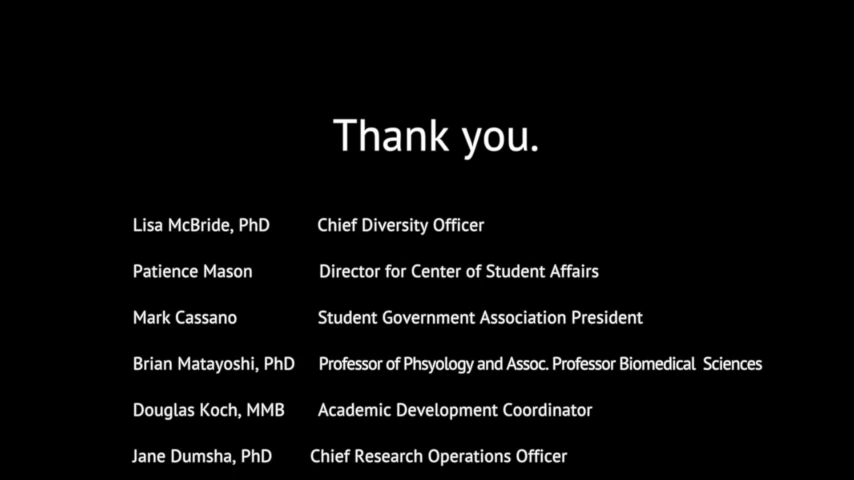 Thank you.
Lisa McBride, PhD Chief Diversity Officer
Patience Mason Director for Center of Student Affairs
Mark Cassano Student Government Association President
Brian Matayoshi, PhD Professor of Phsyology and Assoc. Professor Biomedical Sciences
Douglas Koch, MMB Academic Development Coordinator
Jane Dumsha, PhD Chief Research Operations Officer